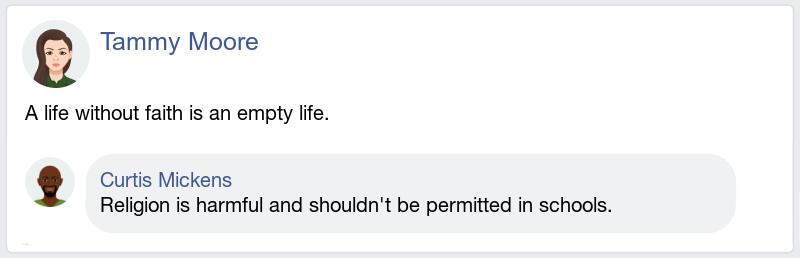 Tammy Moore
A life without faith is an empty life.
Curtis Mickens
Religion is harmful and shouldn't be permitted in schools.